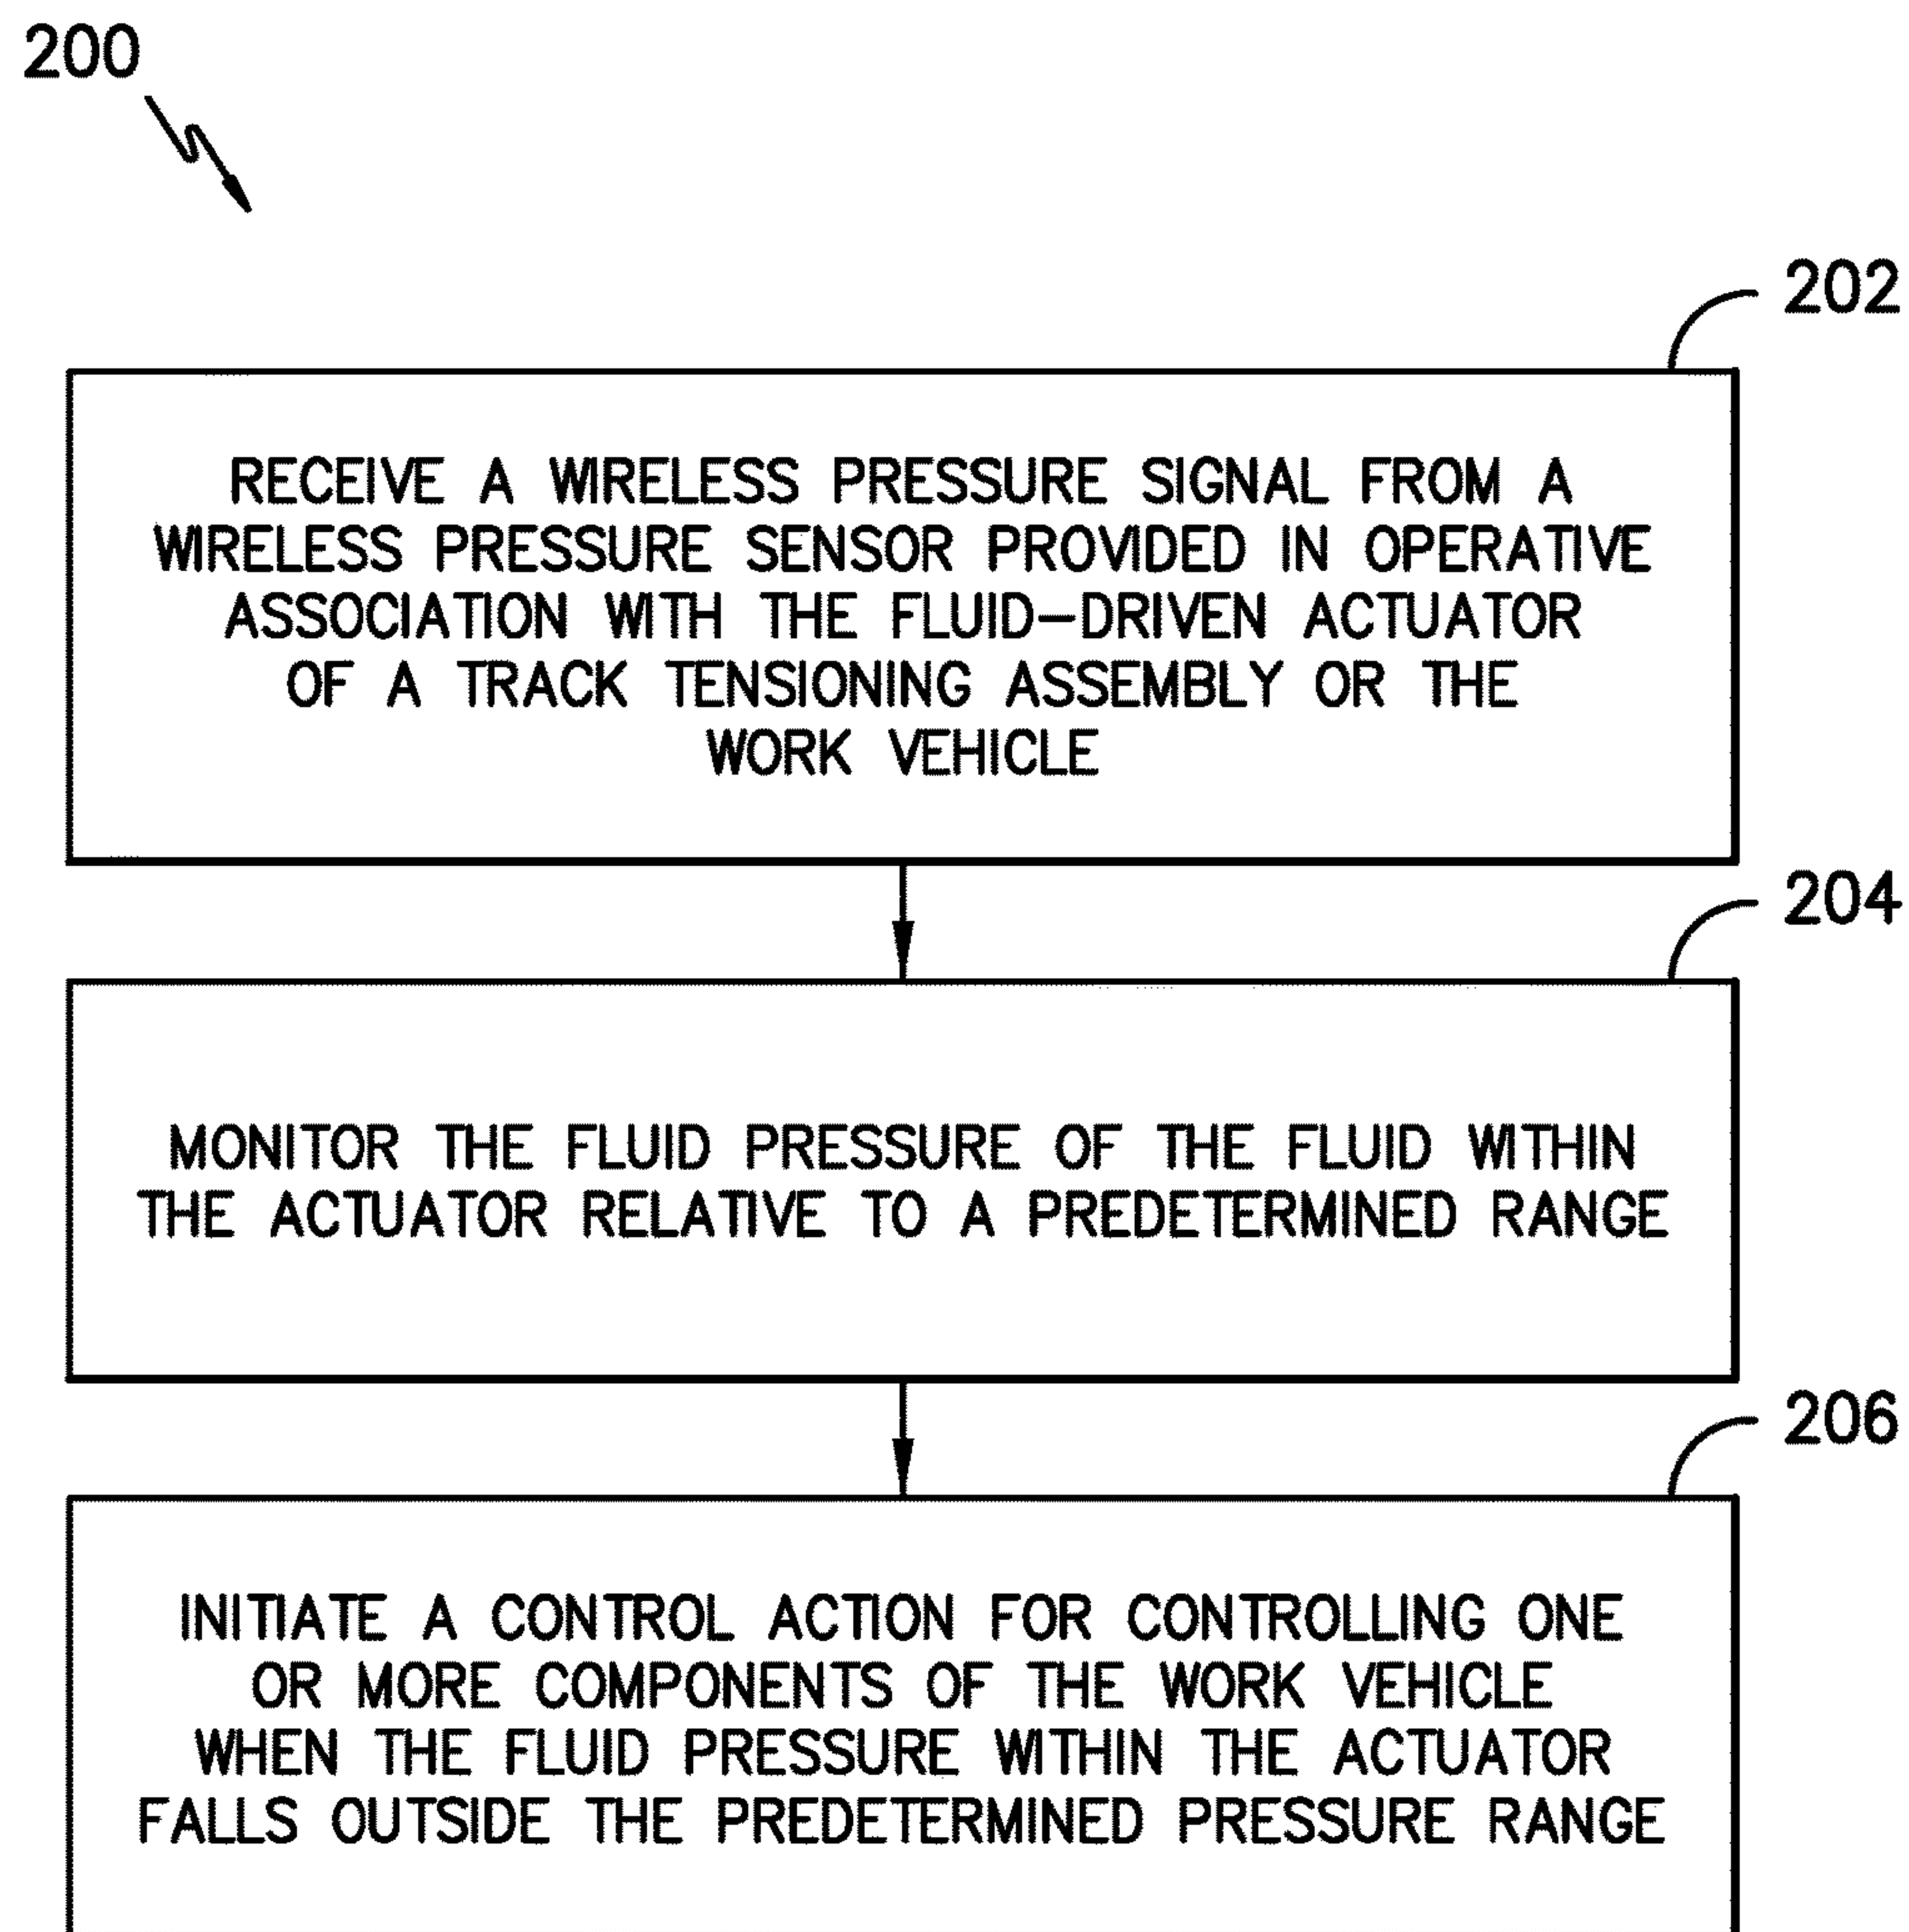 200
202
RECEIVE A WIRELESS PRESSURE SIGNAL FROM A
WIRELESS PRESSURE SENSOR PROVIDED IN OPERATIVE
ASSOCIATION WITH THE FLUID-DRIVEN ACTUATOR
OF A TRACK TENSIONING ASSEMBLY OR THE
WORK VEHICLE
204
MONITOR THE FLUID PRESSURE OF THE FLUID WITHIN
THE ACTUATOR RELATIVE TO A PREDETERMINED RANGE
206
INITIATE A CONTROL ACTION FOR CONTROLLING ONE
OR MORE COMPONENTS OF THE WORK VEHICLE
WHEN THE FLUID PRESSURE WITHIN THE ACTUATOR
FALLS OUTSIDE THE PREDETERMINED PRESSURE RANGE